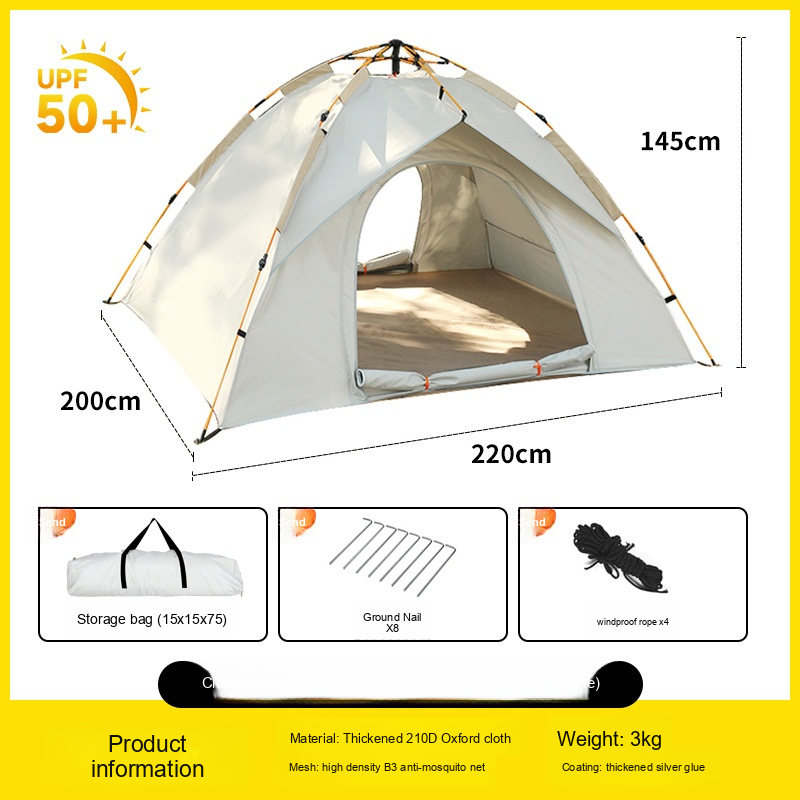 UPF
50+
145cm
200cm
220cm
Storage bag (15x15x75)
Ground Nail
X8
windproof rope x4
Product
information
Material: Thickened 210D Oxford cloth
Mesh: high density B3 anti-mosquito net
Weight: 3kg
Coating: thickened silver glue